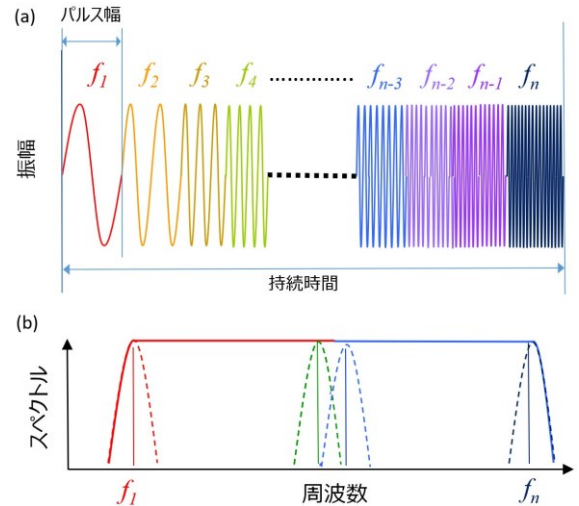 (a)
パルス幅
f1 f2 f3 f4 ………… fn-3 fn-2 fn-1 fn
振幅
持続時間
(b)
スペクトル
f1 周波数 fn